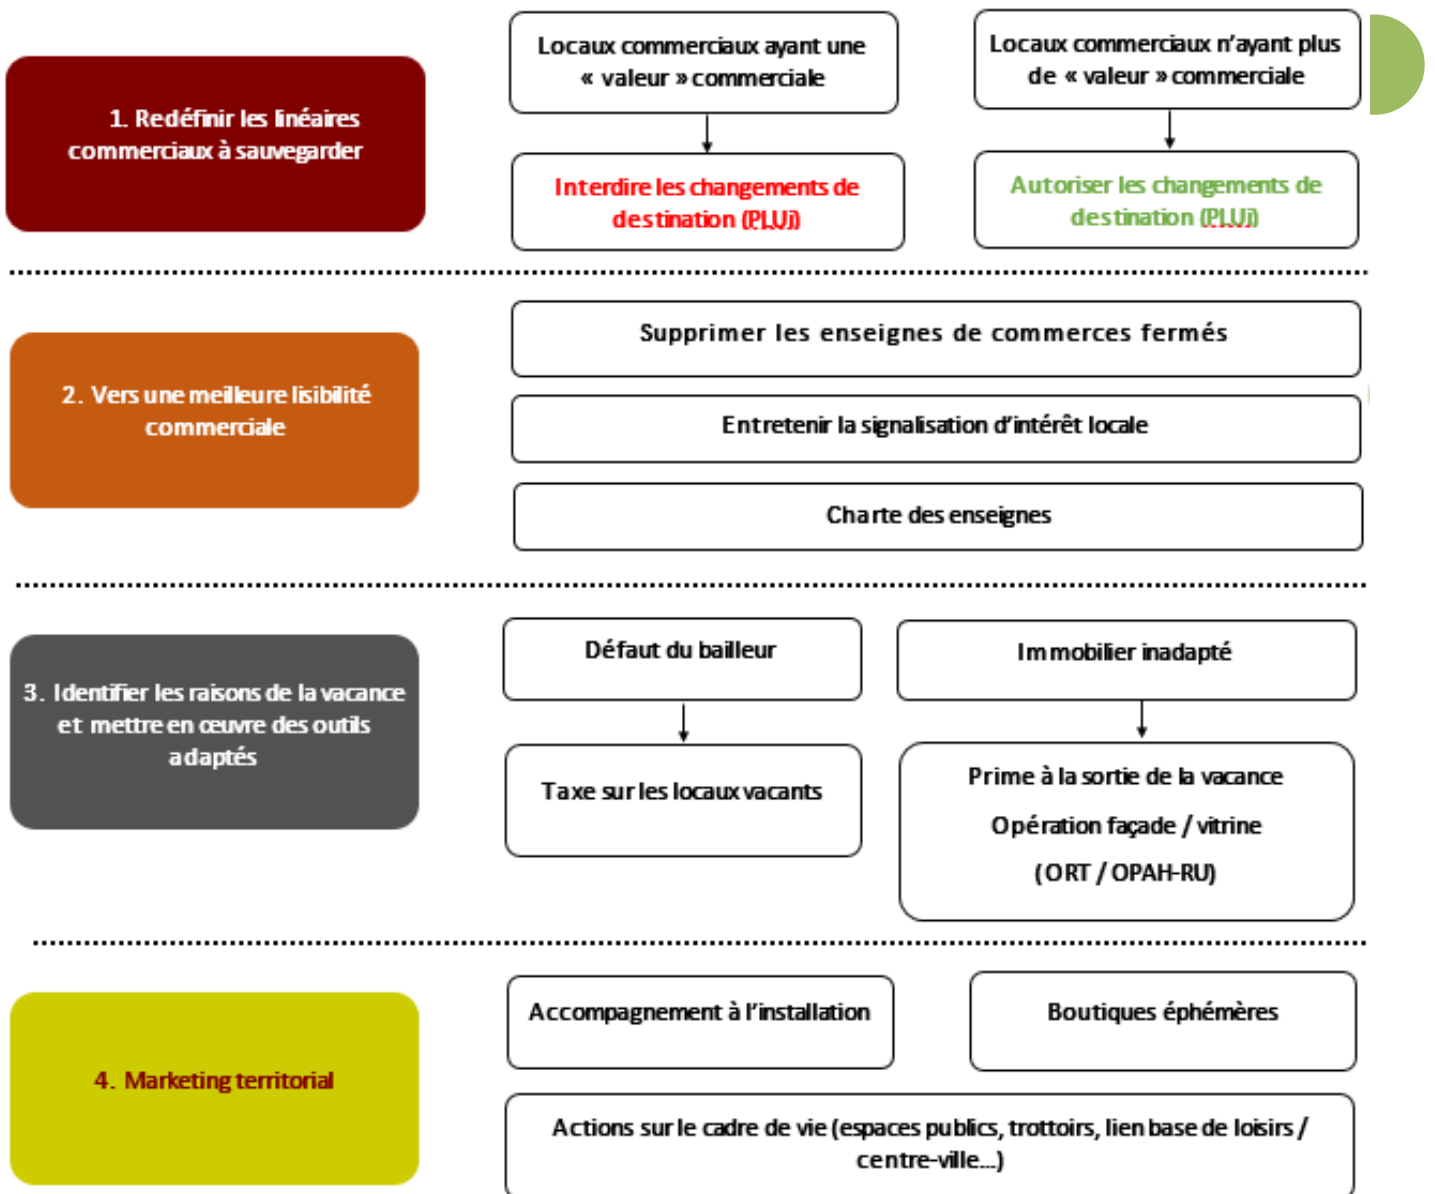 1. Redéfinir les linéaires
commerciaux à sauvegarder
Locaux commerciaux ayant une
« valeur » commerciale
Locaux commerciaux n'ayant plus
de « valeur » commerciale
Interdire les changements de
destination (PLUi)
Autoriser les changements de
destination (PLUi)
2. Vers une meilleure lisibilité
commerciale
Supprimer les enseignes de commerces fermés
Entretenir la signalisation d'intérêt locale
Charte des enseignes
3. Identifier les raisons de la vacance
et mettre en œuvre des outils
adaptés
Défaut du bailleur
Immobilier inadapté
Taxe sur les locaux vacants
Prime à la sortie de la vacance
Opération façade / vitrine
(ORT / OPAH-RU)
4. Marketing territorial
Accompagnement à l'installation
Boutiques éphémères
Actions sur le cadre de vie (espaces publics, trottoirs, lien base de loisirs /
centre-ville...)